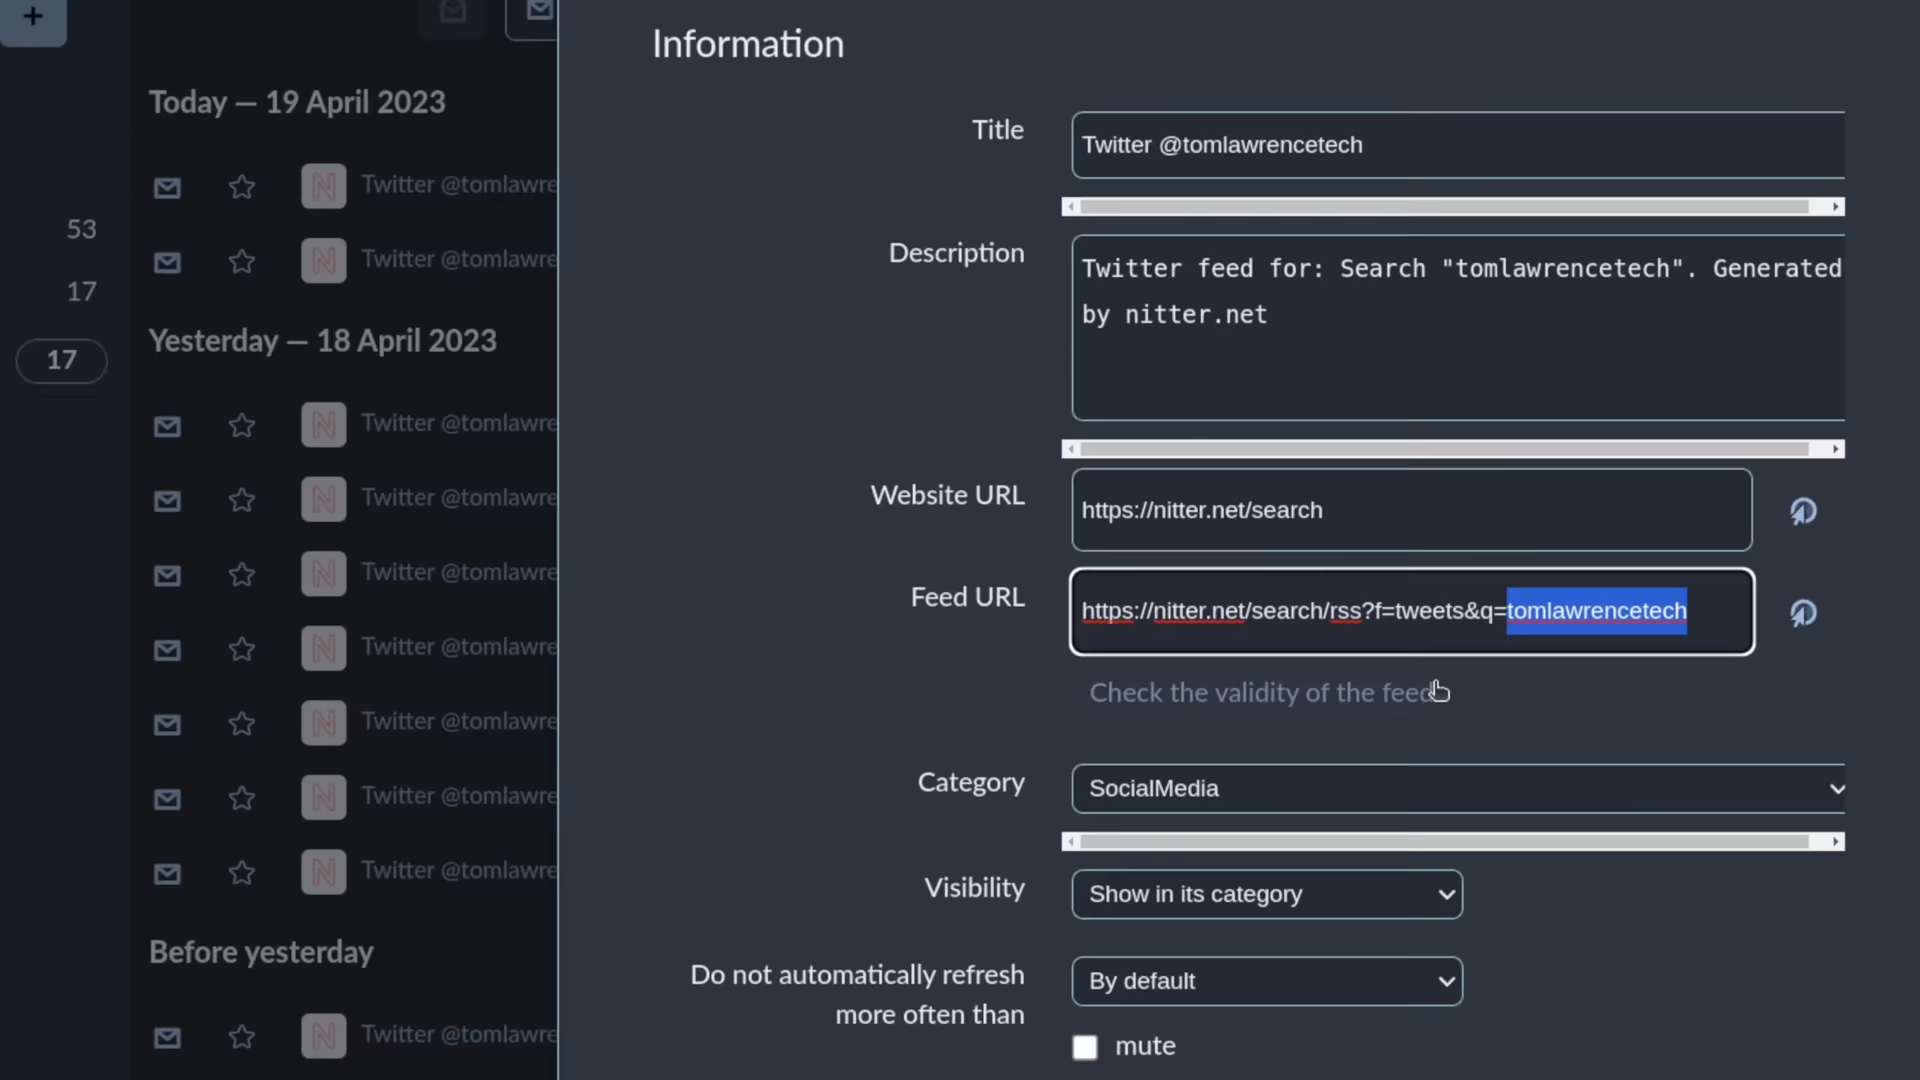 +
53
17
17
Today — 19 April 2023
Twitter @tomlawre
Twitter @tomlawre
Yesterday — 18 April 2023
Twitter @tomlawre
Twitter @tomlawre
Twitter @tomlawre
Twitter @tomlawre
Twitter @tomlawre
Twitter @tomlawre
Twitter @tomlawre
Before yesterday
Twitter @tomlawre
Information
Title
Twitter @tomlawrencetech
Description
Twitter feed for: Search "tomlawrencetech". Generated
by nitter.net
Website URL
https://nitter.net/search
Feed URL
https://nitter.net/search/rss?f=tweets&q=tomlawrencetech
Check the validity of the feed
Category
SocialMedia
Visibility
Show in its category
Do not automatically refresh
more often than
By default
mute